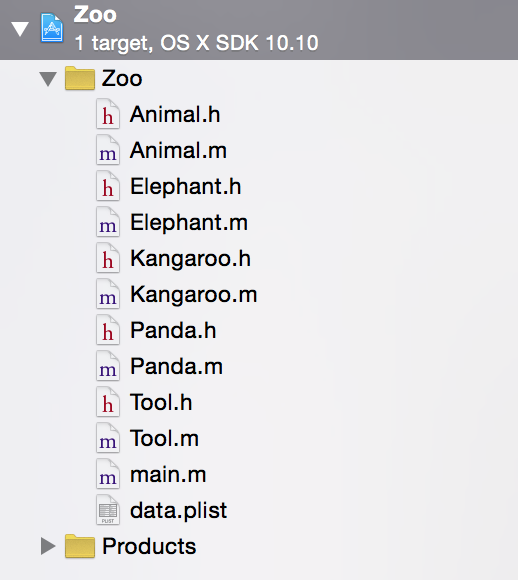 Zoo
1 target, OS X SDK 10.10
Zoo
h Animal.h
m Animal.m
h Elephant.h
m Elephant.m
h Kangaroo.h
m Kangaroo.m
h Panda.h
m Panda.m
h Tool.h
m Tool.m
m main.m
PLIST data.plist
Products